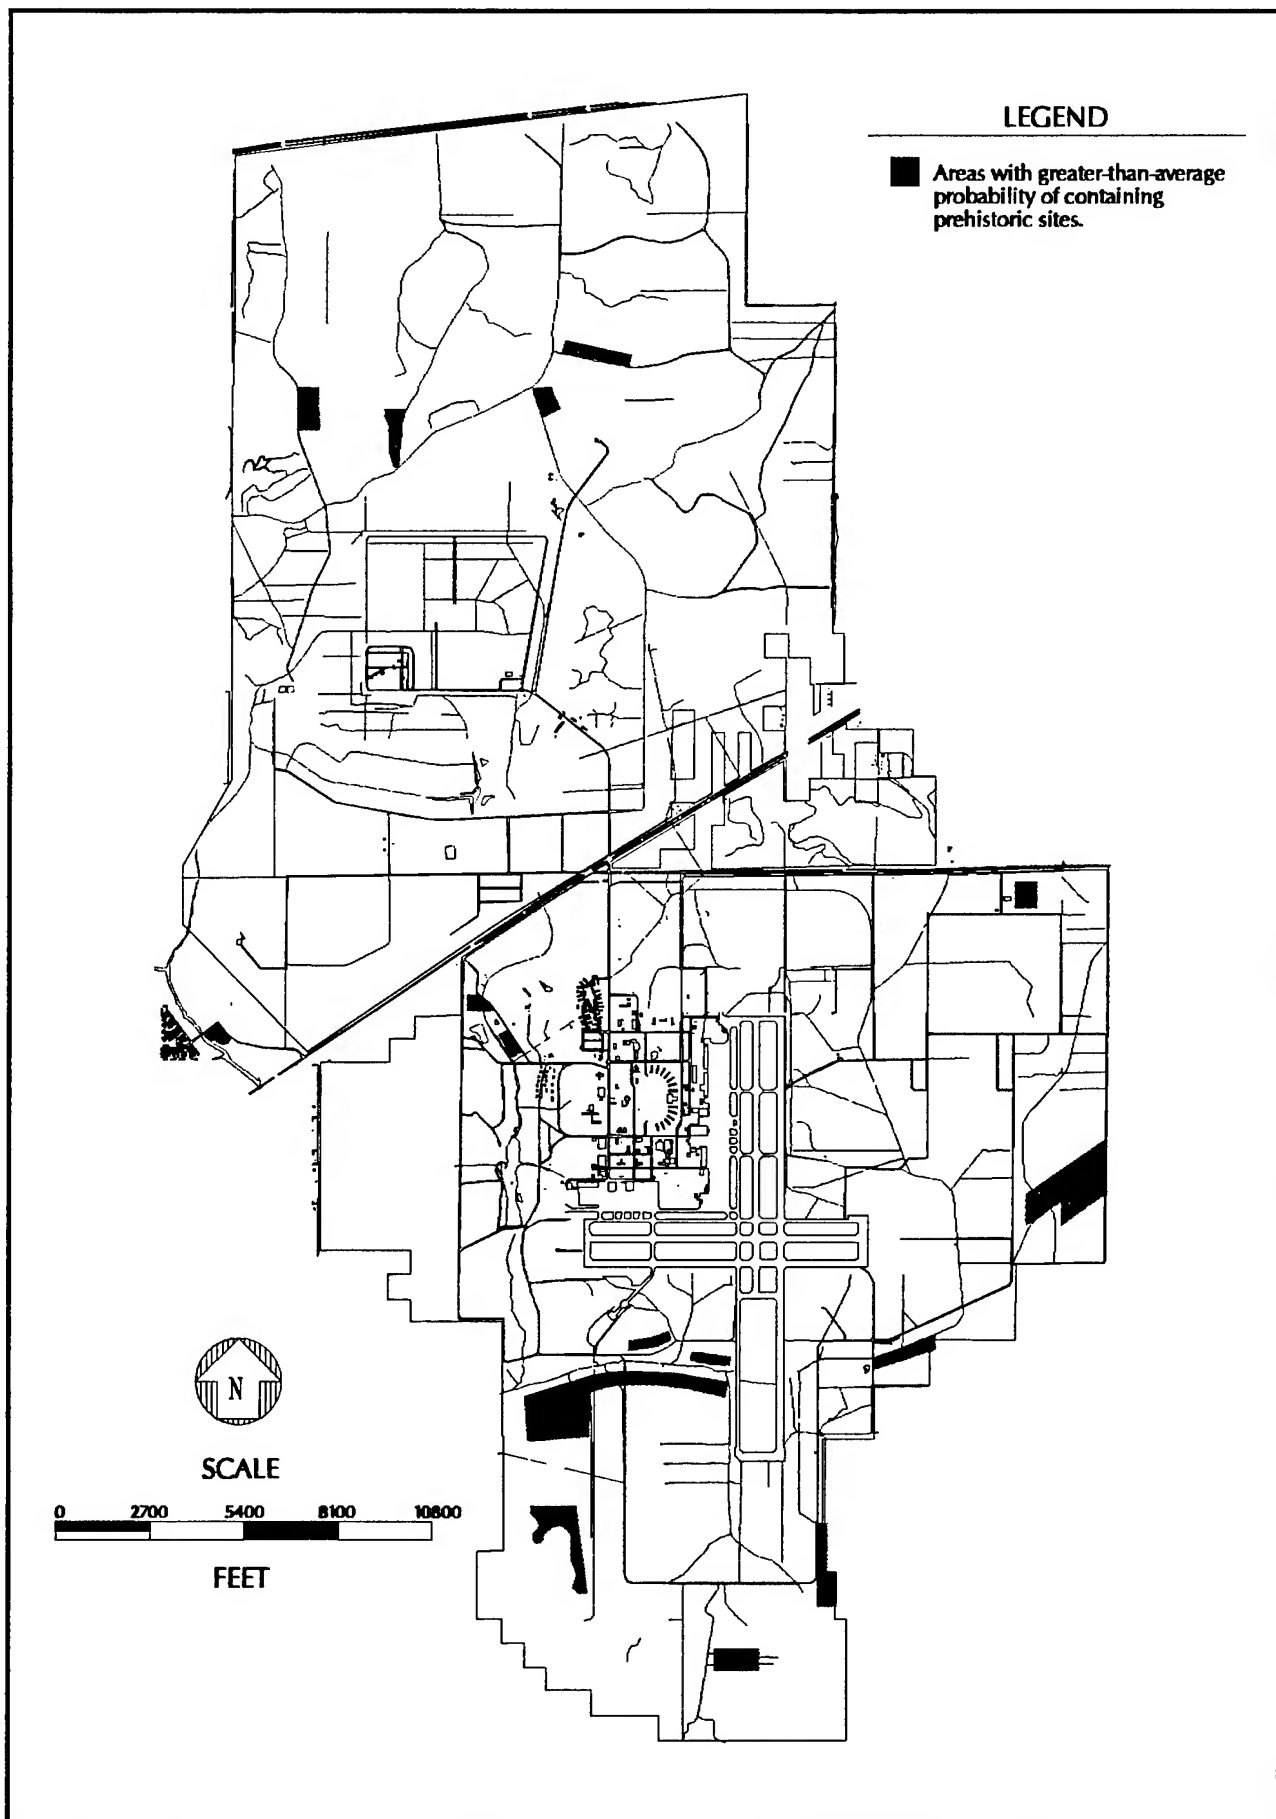 LEGEND
Areas with greater-than-average
probability of containing
prehistoric sites.
N
SCALE
0 2700 5400 8100 10800
FEET